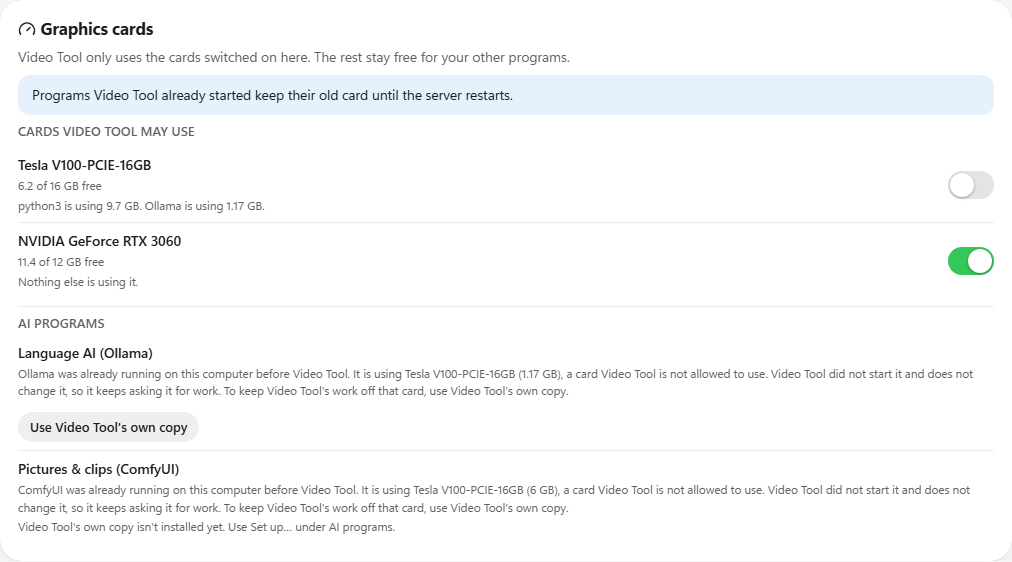 Graphics cards
Video Tool only uses the cards switched on here. The rest stay free for your other programs.
Programs Video Tool already started keep their old card until the server restarts.
CARDS VIDEO TOOL MAY USE
Tesla V100-PCIE-16GB
6.2 of 16 GB free
python3 is using 9.7 GB. Ollama is using 1.17 GB.
NVIDIA GeForce RTX 3060
11.4 of 12 GB free
Nothing else is using it.
AI PROGRAMS
Language AI (Ollama)
Ollama was already running on this computer before Video Tool. It is using Tesla V100-PCIE-16GB (1.17 GB), a card Video Tool is not allowed to use. Video Tool did not start it and does not
change it, so it keeps asking it for work. To keep Video Tool's work off that card, use Video Tool's own copy.
Use Video Tool's own copy
Pictures & clips (ComfyUI)
ComfyUI was already running on this computer before Video Tool. It is using Tesla V100-PCIE-16GB (6 GB), a card Video Tool is not allowed to use. Video Tool did not start it and does not
change it, so it keeps asking it for work. To keep Video Tool's work off that card, use Video Tool's own copy.
Video Tool's own copy isn't installed yet. Use Set up... under AI programs.